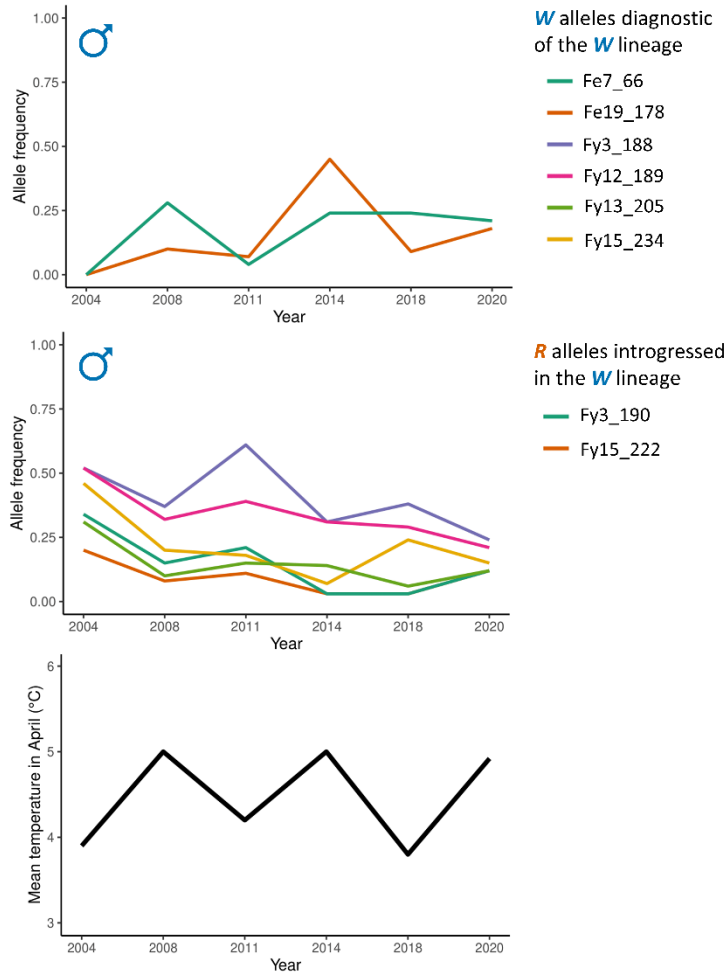 W alleles diagnostic
of the W lineage
Fe7_66
Fe19_178
Fy3_188
Fy12_189
Fy13_205
Fy15_234
Allele frequency
1.00
0.75
0.50
0.25
0.00
2004 2008 2011 2014 2018 2020
Year
R alleles introgressed
in the W lineage
Fy3_190
Fy15_222
Allele frequency
1.00
0.75
0.50
0.25
0.00
2004 2008 2011 2014 2018 2020
Year
Mean temperature in April (°C)
6
5
4
3
2004 2008 2011 2014 2018 2020
Year